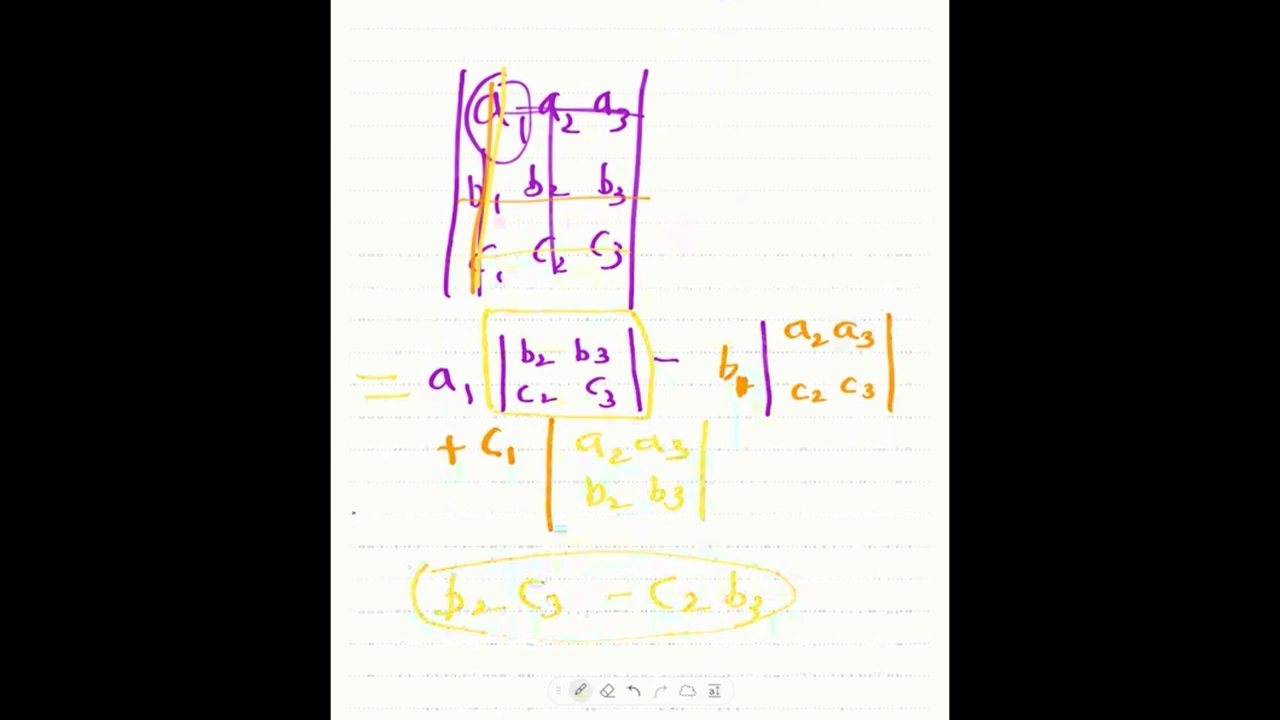 | a₁ a₂ a₃ |
| b₁ b₂ b₃ |
| c₁ c₂ c₃ |
= a₁ | b₂ b₃ | - b₁ | a₂ a₃ |
| c₂ c₃ | | c₂ c₃ |
+ c₁ | a₂ a₃ |
| b₂ b₃ |
=
b₂ c₃ - c₂ b₃